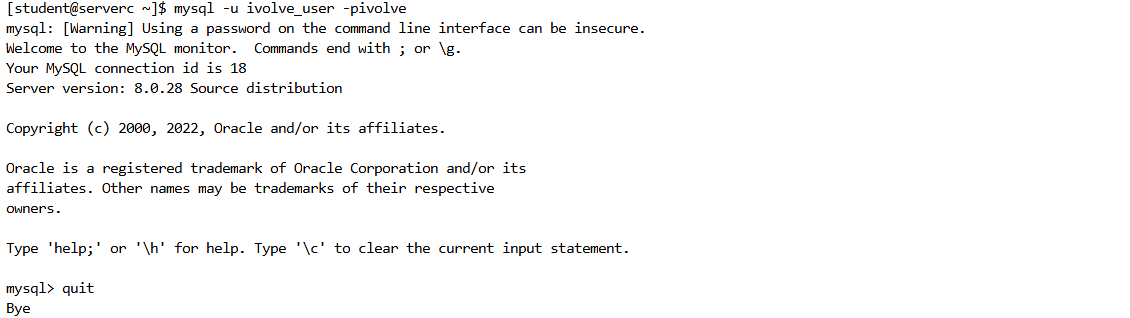 [student@serverc ~]$ mysql -u ivolve_user -pivolve
mysql: [Warning] Using a password on the command line interface can be insecure.
Welcome to the MySQL monitor.  Commands end with ; or \g.
Your MySQL connection id is 18
Server version: 8.0.28 Source distribution

Copyright (c) 2000, 2022, Oracle and/or its affiliates.

Oracle is a registered trademark of Oracle Corporation and/or its
affiliates. Other names may be trademarks of their respective
owners.

Type 'help;' or '\h' for help. Type '\c' to clear the current input statement.

mysql> quit
Bye